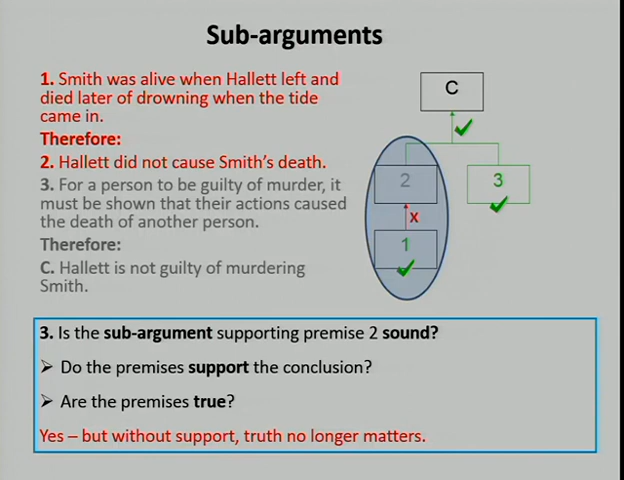 Sub-arguments
1. Smith was alive when Hallett left and
died later of drowning when the tide
came in.
Therefore:
2. Hallett did not cause Smith's death.
3. For a person to be guilty of murder, it
must be shown that their actions caused
the death of another person.
Therefore:
C. Hallett is not guilty of murdering
Smith.
C
2
3
x
1
3. Is the sub-argument supporting premise 2 sound?
➢ Do the premises support the conclusion?
➢ Are the premises true?
Yes – but without support, truth no longer matters.